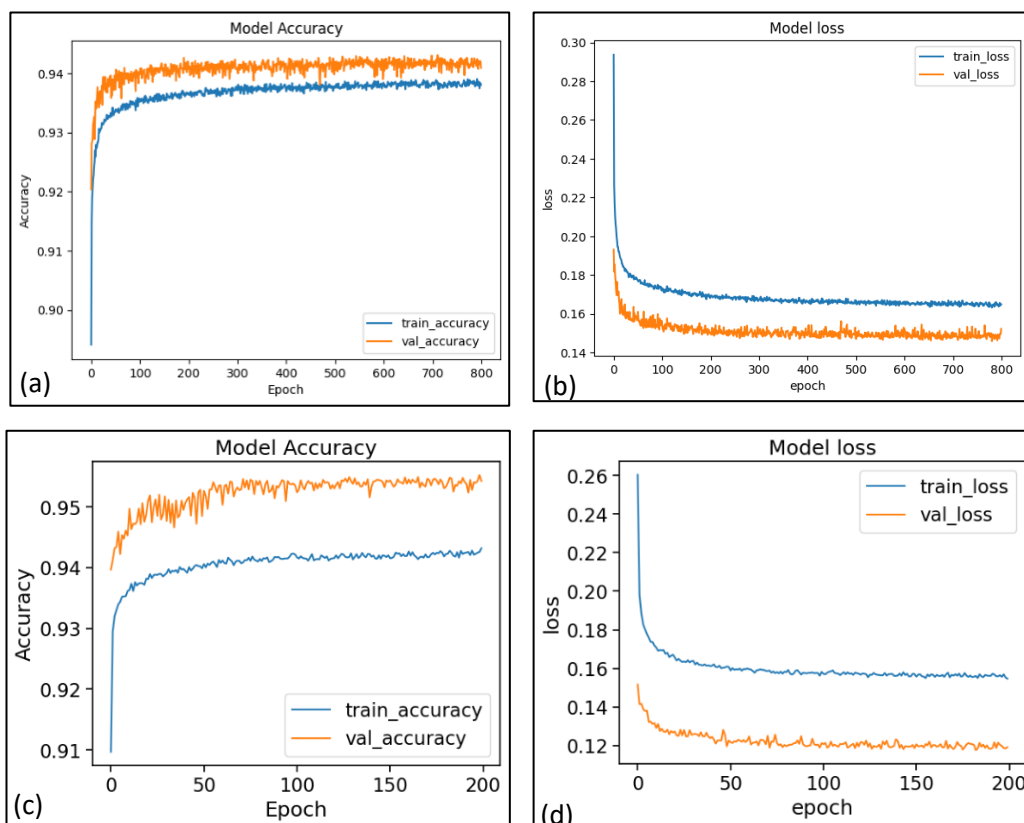 Model Accuracy
Accuracy
0.94
0.93
0.92
0.91
0.90
0 100 200 300 400 500 600 700 800
Epoch
train_accuracy
val_accuracy
(a)
Model loss
loss
0.30
0.28
0.26
0.24
0.22
0.20
0.18
0.16
0.14
0 100 200 300 400 500 600 700 800
epoch
train_loss
val_loss
(b)
Model Accuracy
Accuracy
0.95
0.94
0.93
0.92
0.91
0 50 100 150 200
Epoch
train_accuracy
val_accuracy
(c)
Model loss
loss
0.26
0.24
0.22
0.20
0.18
0.16
0.14
0.12
0 50 100 150 200
epoch
train_loss
val_loss
(d)